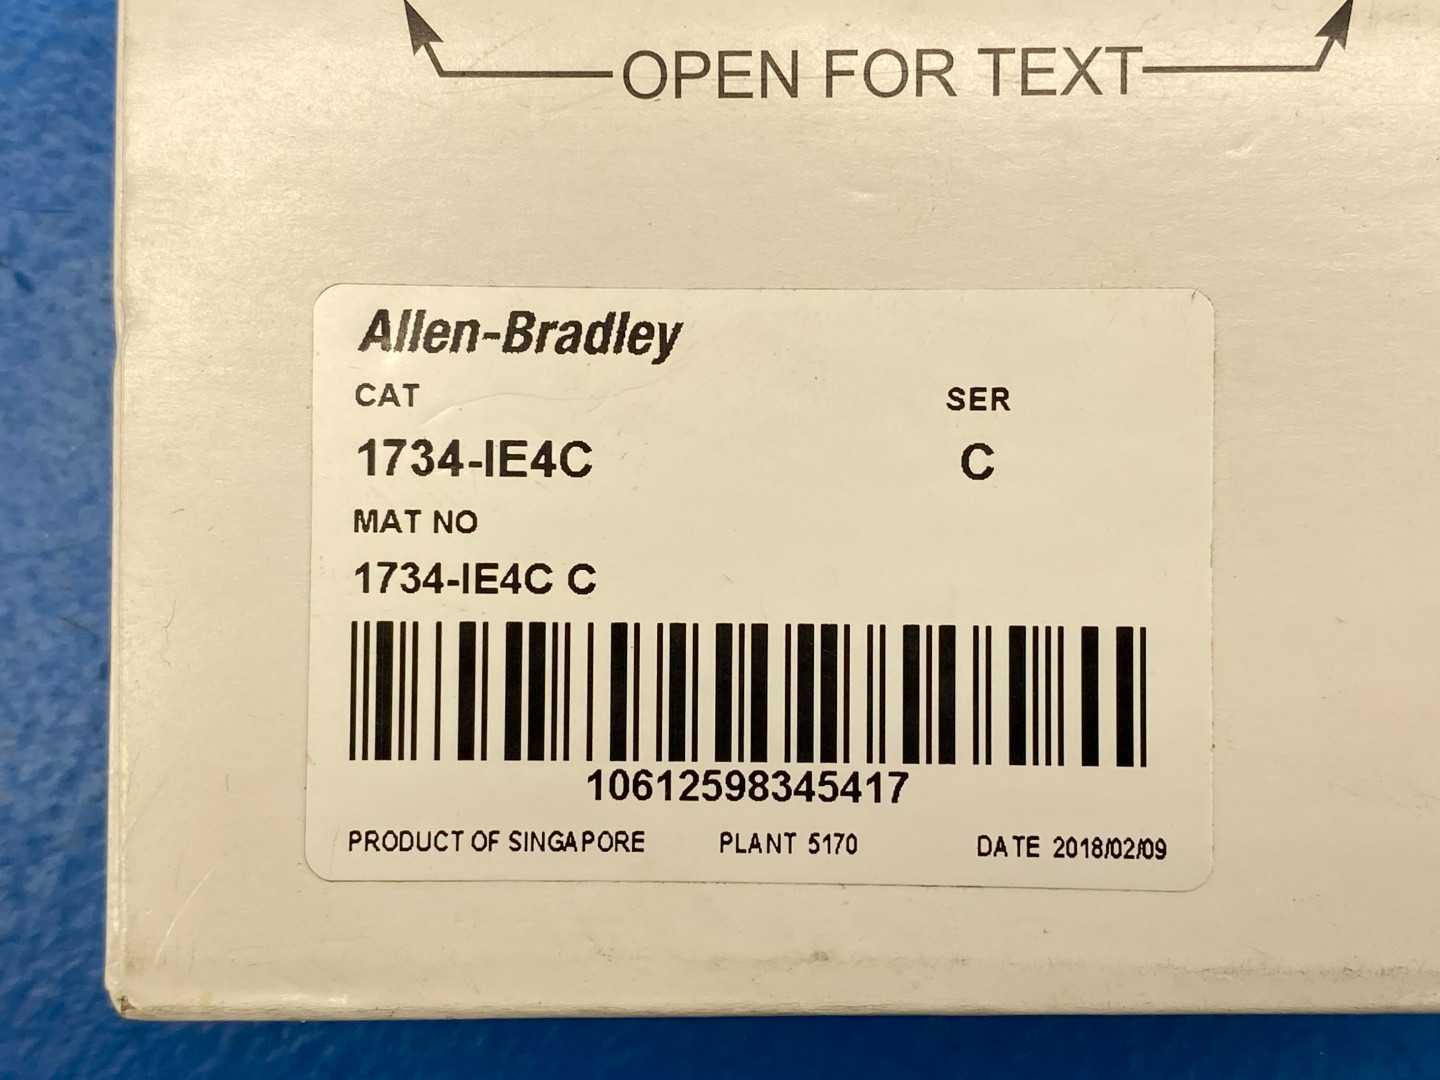 OPEN FOR TEXT
Allen-Bradley
CAT SER
1734-IE4C C
MAT NO
1734-IE4C C
10612598345417
PRODUCT OF SINGAPORE PLANT 5170 DATE 2018/02/09